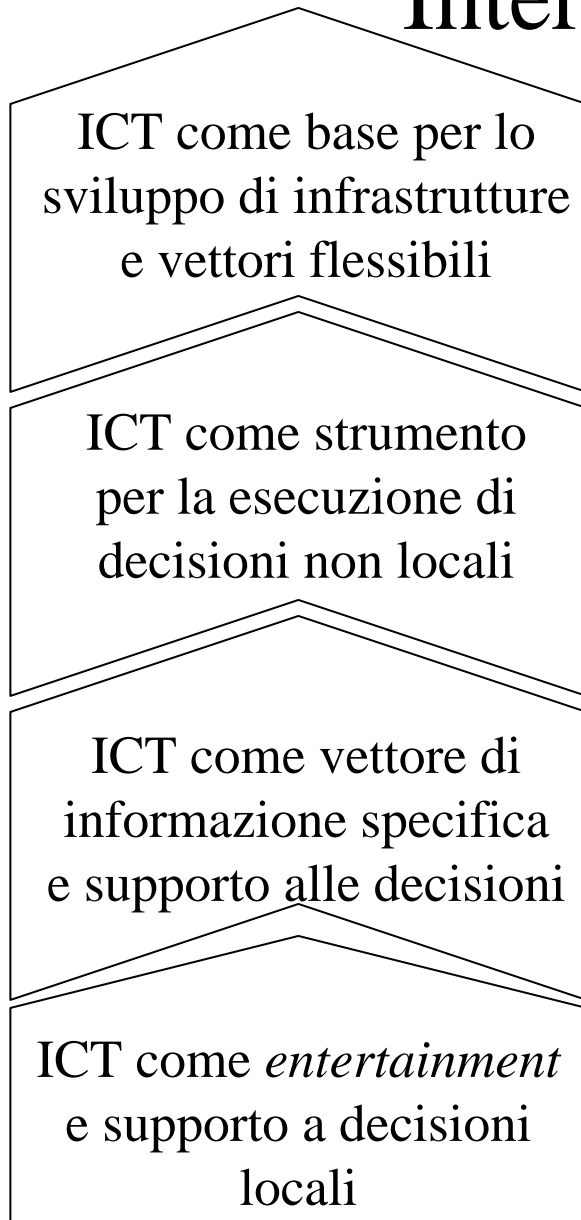 ICT come base per lo
sviluppo di infrastrutture
e vettori flessibili
ICT come strumento
per la esecuzione di
decisioni non locali
ICT come vettore di
informazione specifica
e supporto alle decisioni
ICT come entertainment
e supporto a decisioni
locali